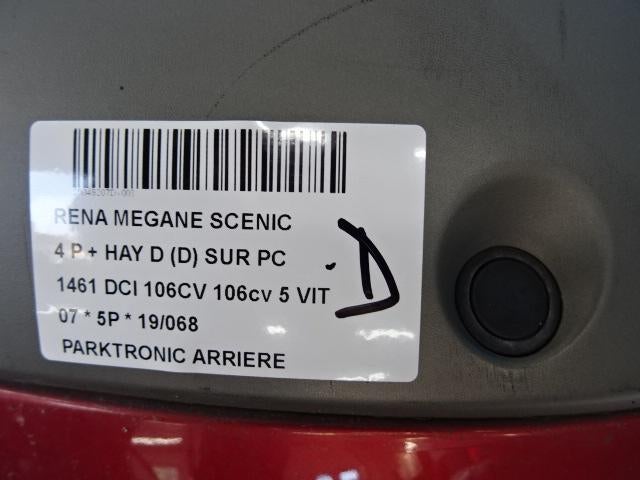 RENA MEGANE SCENIC
4 P + HAY D (D) SUR PC
1461 DCI 106CV 106cv 5 VIT
07 * 5P * 19/068
PARKTRONIC ARRIERE
.D